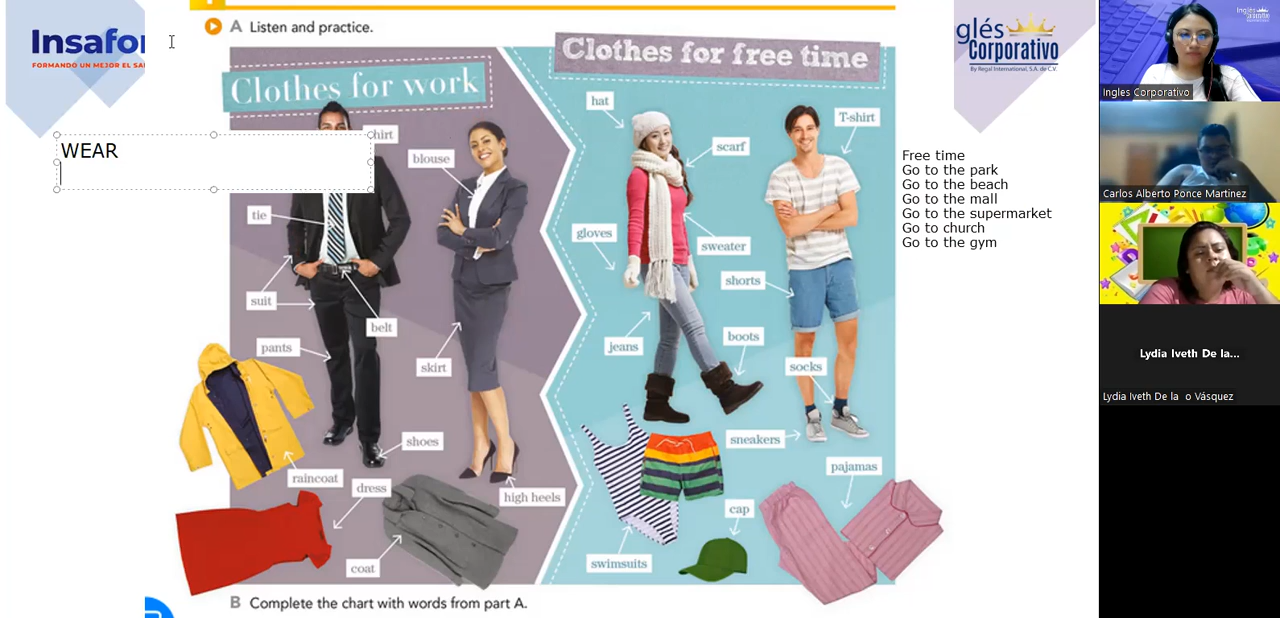 Insafor
FORMANDO UN MEJOR EL SA
A Listen and practice.
glés
Corporativo
By Regal International, S.A. de C.V.
Clothes for work
Clothes for free time
WEAR
hirt
blouse
tie
suit
belt
pants
skirt
shoes
raincoat
dress
high heels
coat
hat
scarf
T-shirt
gloves
sweater
shorts
jeans
boots
socks
sneakers
pajamas
cap
swimsuits
Free time
Go to the park
Go to the beach
Go to the mall
Go to the supermarket
Go to church
Go to the gym
B Complete the chart with words from part A.
Inglés
Ingles Corporativo
Carlos Alberto Ponce Martinez
Lydia Iveth De la...
Lydia Iveth De la o Vásquez